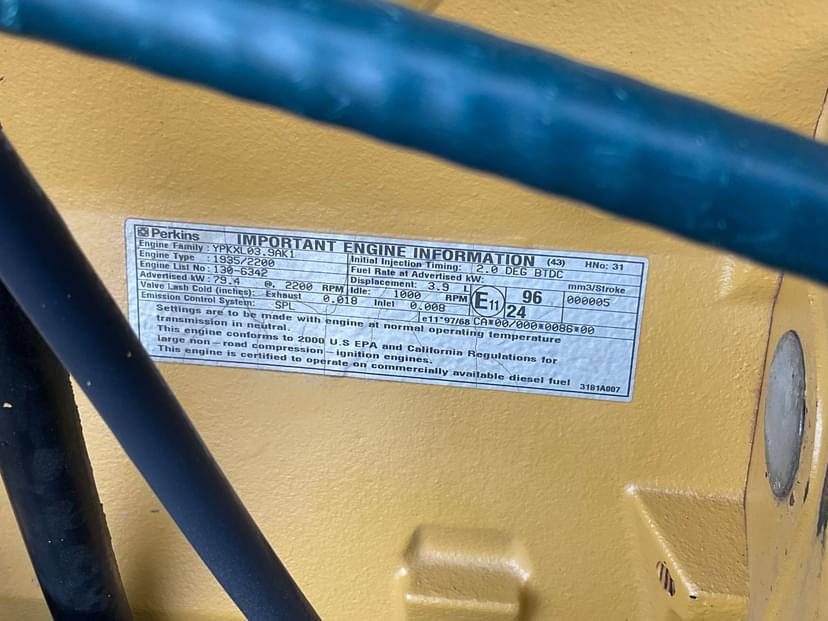 Perkins IMPORTANT ENGINE INFORMATION (43) HNo: 31
Engine Family: YPKXL03.9AK1 Initial Injection Timing: 2.0 DEG BTDC
Engine Type: 1935/2200 Fuel Rate at Advertised kW: mm3/Stroke
Engine List No: 130-6342 Displacement: 3.9 L E11 96 000005
Advertised kW: 79.4 @. 2200 RPM Idle: 1000 RPM 24
Valve Lash Cold (inches): Exhaust 0.018 Inlet 0.008
Emission Control System: SPL e11*97/68 CA*00/000*0086*00
Settings are to be made with engine at normal operating temperature
transmission in neutral.
This engine conforms to 2000 U.S EPA and California Regulations for
large non-road compression-ignition engines.
This engine is certified to operate on commercially available diesel fuel 3181A007